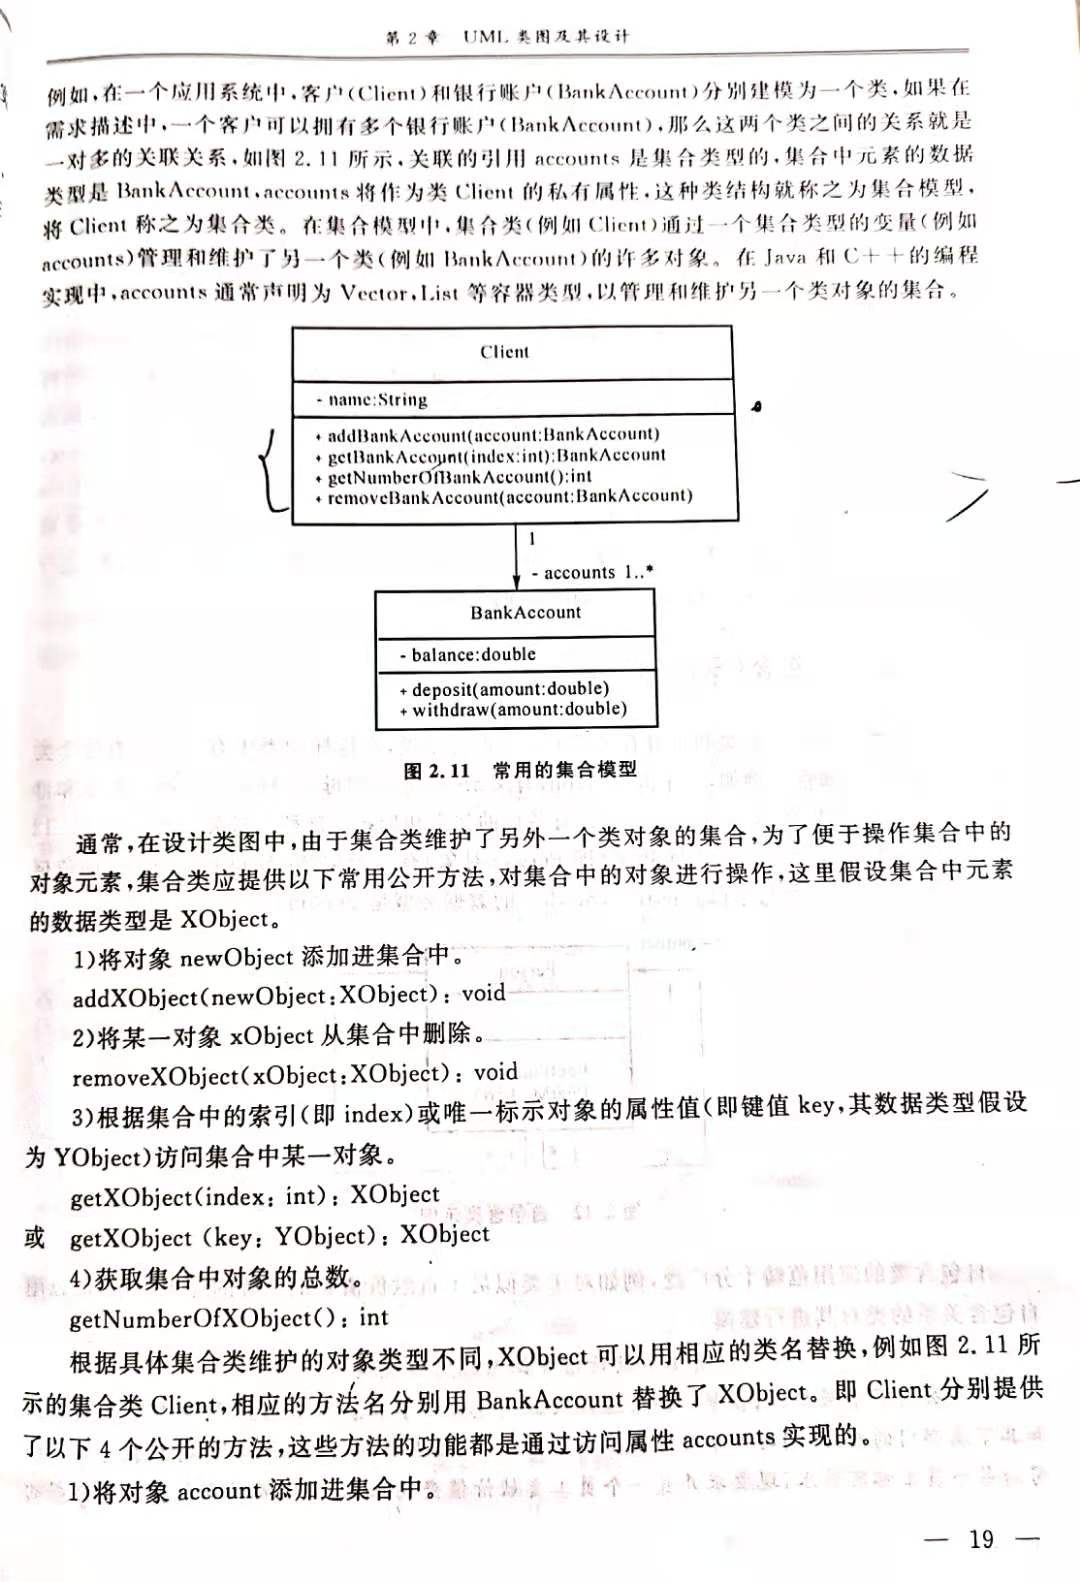 第 2 章 UML 类图及其设计
例如,在一个应用系统中,客户(Client)和银行账户(BankAccount)分别建模为一个类,如果在
需求描述中,一个客户可以拥有多个银行账户(BankAccount),那么这两个类之间的关系就是
一对多的关联关系,如图 2.11 所示,关联的引用 accounts 是集合类型的,集合中元素的数据
类型是 BankAccount,accounts 将作为类 Client 的私有属性,这种类结构就称之为集合模型,
将 Client 称之为集合类。在集合模型中,集合类(例如 Client)通过一个集合类型的变量(例如
accounts)管理和维护了另一个类(例如 BankAccount)的许多对象。在 Java 和 C++的编程
实现中,accounts 通常声明为 Vector,List 等容器类型,以管理和维护另一个类对象的集合。
Client
- name:String
+ addBankAccount(account:BankAccount)
+ getBankAccount(index:int):BankAccount
+ getNumberOfBankAccount():int
+ removeBankAccount(account:BankAccount)
1
- accounts 1..*
BankAccount
- balance:double
+ deposit(amount:double)
+ withdraw(amount:double)
图 2.11 常用的集合模型
通常,在设计类图中,由于集合类维护了另外一个类对象的集合,为了便于操作集合中的
对象元素,集合类应提供以下常用公开方法,对集合中的对象进行操作,这里假设集合中元素
的数据类型是 XObject。
1)将对象 newObject 添加进集合中。
addXObject(newObject:XObject): void
2)将某一对象 xObject 从集合中删除。
removeXObject(xObject:XObject): void
3)根据集合中的索引(即 index)或唯一标示对象的属性值(即键值 key,其数据类型假设
为 YObject)访问集合中某一对象。
getXObject(index: int): XObject
或 getXObject (key: YObject): XObject
4)获取集合中对象的总数。
getNumberOfXObject(): int
根据具体集合类维护的对象类型不同,XObject 可以用相应的类名替换,例如图 2.11 所
示的集合类 Client,相应的方法名分别用 BankAccount 替换了 XObject。即 Client 分别提供
了以下 4 个公开的方法,这些方法的功能都是通过访问属性 accounts 实现的。
1)将对象 account 添加进集合中。
— 19 —